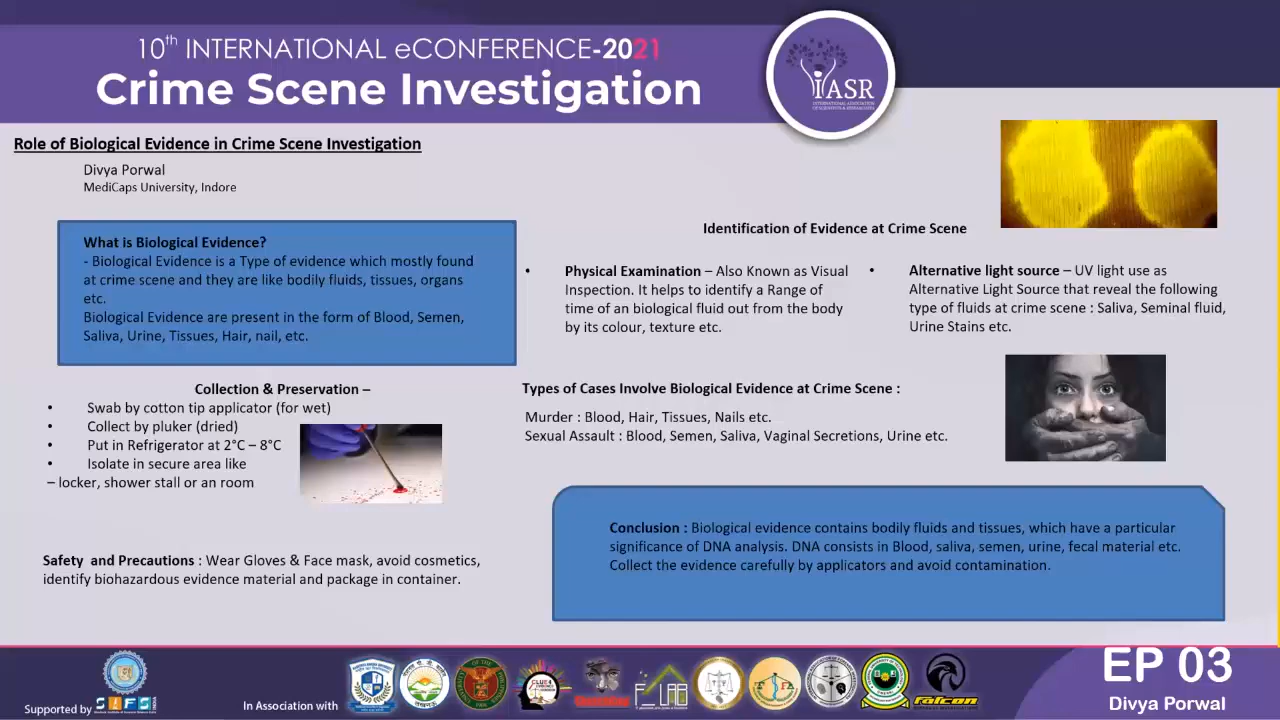 10th INTERNATIONAL eCONFERENCE-2021
Crime Scene Investigation
iASR
INTERNATIONAL ASSOCIATION
Role of Biological Evidence in Crime Scene Investigation
Divya Porwal
MediCaps University, Indore
What is Biological Evidence?
- Biological Evidence is a Type of evidence which mostly found
at crime scene and they are like bodily fluids, tissues, organs
etc.
Biological Evidence are present in the form of Blood, Semen,
Saliva, Urine, Tissues, Hair, nail, etc.
Identification of Evidence at Crime Scene
• Physical Examination – Also Known as Visual
Inspection. It helps to identify a Range of
time of an biological fluid out from the body
by its colour, texture etc.
• Alternative light source – UV light use as
Alternative Light Source that reveal the following
type of fluids at crime scene : Saliva, Seminal fluid,
Urine Stains etc.
Collection & Preservation –
• Swab by cotton tip applicator (for wet)
• Collect by pluker (dried)
• Put in Refrigerator at 2°C – 8°C
• Isolate in secure area like
– locker, shower stall or an room
Types of Cases Involve Biological Evidence at Crime Scene :
Murder : Blood, Hair, Tissues, Nails etc.
Sexual Assault : Blood, Semen, Saliva, Vaginal Secretions, Urine etc.
Safety and Precautions : Wear Gloves & Face mask, avoid cosmetics,
identify biohazardous evidence material and package in container.
Conclusion : Biological evidence contains bodily fluids and tissues, which have a particular
significance of DNA analysis. DNA consists in Blood, saliva, semen, urine, fecal material etc.
Collect the evidence carefully by applicators and avoid contamination.
Supported by
SIFS
In Association with
CLUE4
F LAB
falcon
EP 03
Divya Porwal